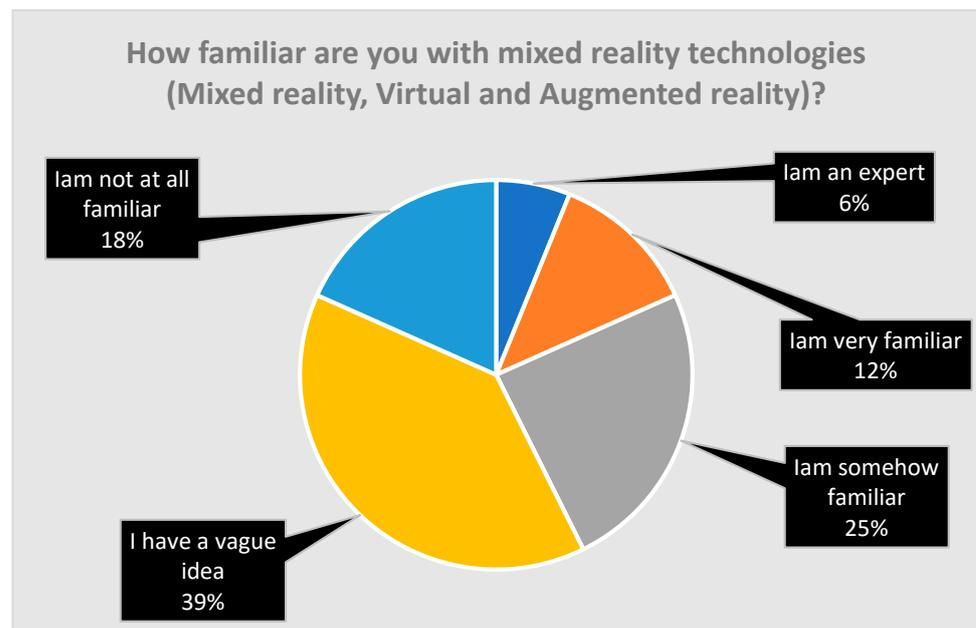 How familiar are you with mixed reality technologies
(Mixed reality, Virtual and Augmented reality)?
Iam not at all
familiar
18%
Iam an expert
6%
Iam very familiar
12%
Iam somehow
familiar
25%
I have a vague
idea
39%